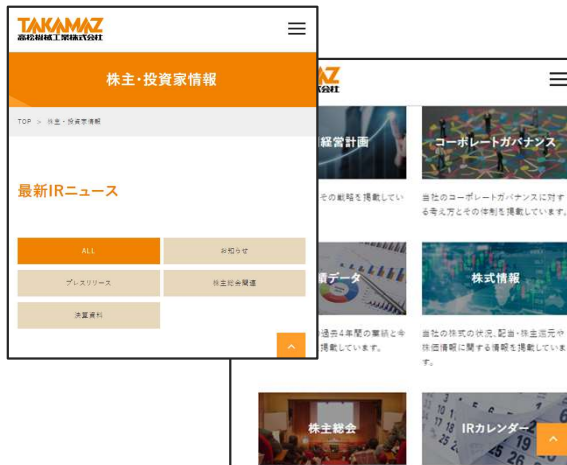 TAKAMAZ
高松機械工業株式会社
株主・投資家情報
TOP > 株主・投資家情報
最新IRニュース
ALL
お知らせ
プレスリリース
株主総会関連
決算資料
経営計画
コーポレートガバナンス
その戦略を掲載してい
当社のコーポレートガバナンスに対す
る考え方とその体制を掲載しています。
データ
株式情報
過去4年間の業績と今
掲載しています。
当社の株式の状況、配当・株主還元や
株価情報に関する情報を掲載していま
す。
株主総会
IRカレンダー